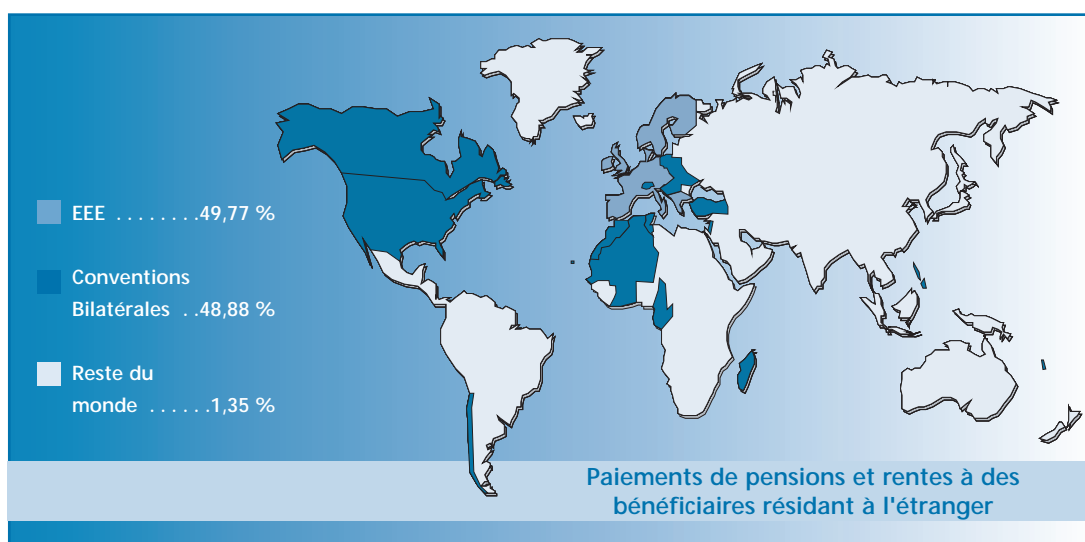 EEE . . . . . . . .49,77 %
Conventions
Bilatérales . .48,88 %
Reste du
monde . . . . . .1,35 %
Paiements de pensions et rentes à des
bénéficiaires résidant à l'étranger